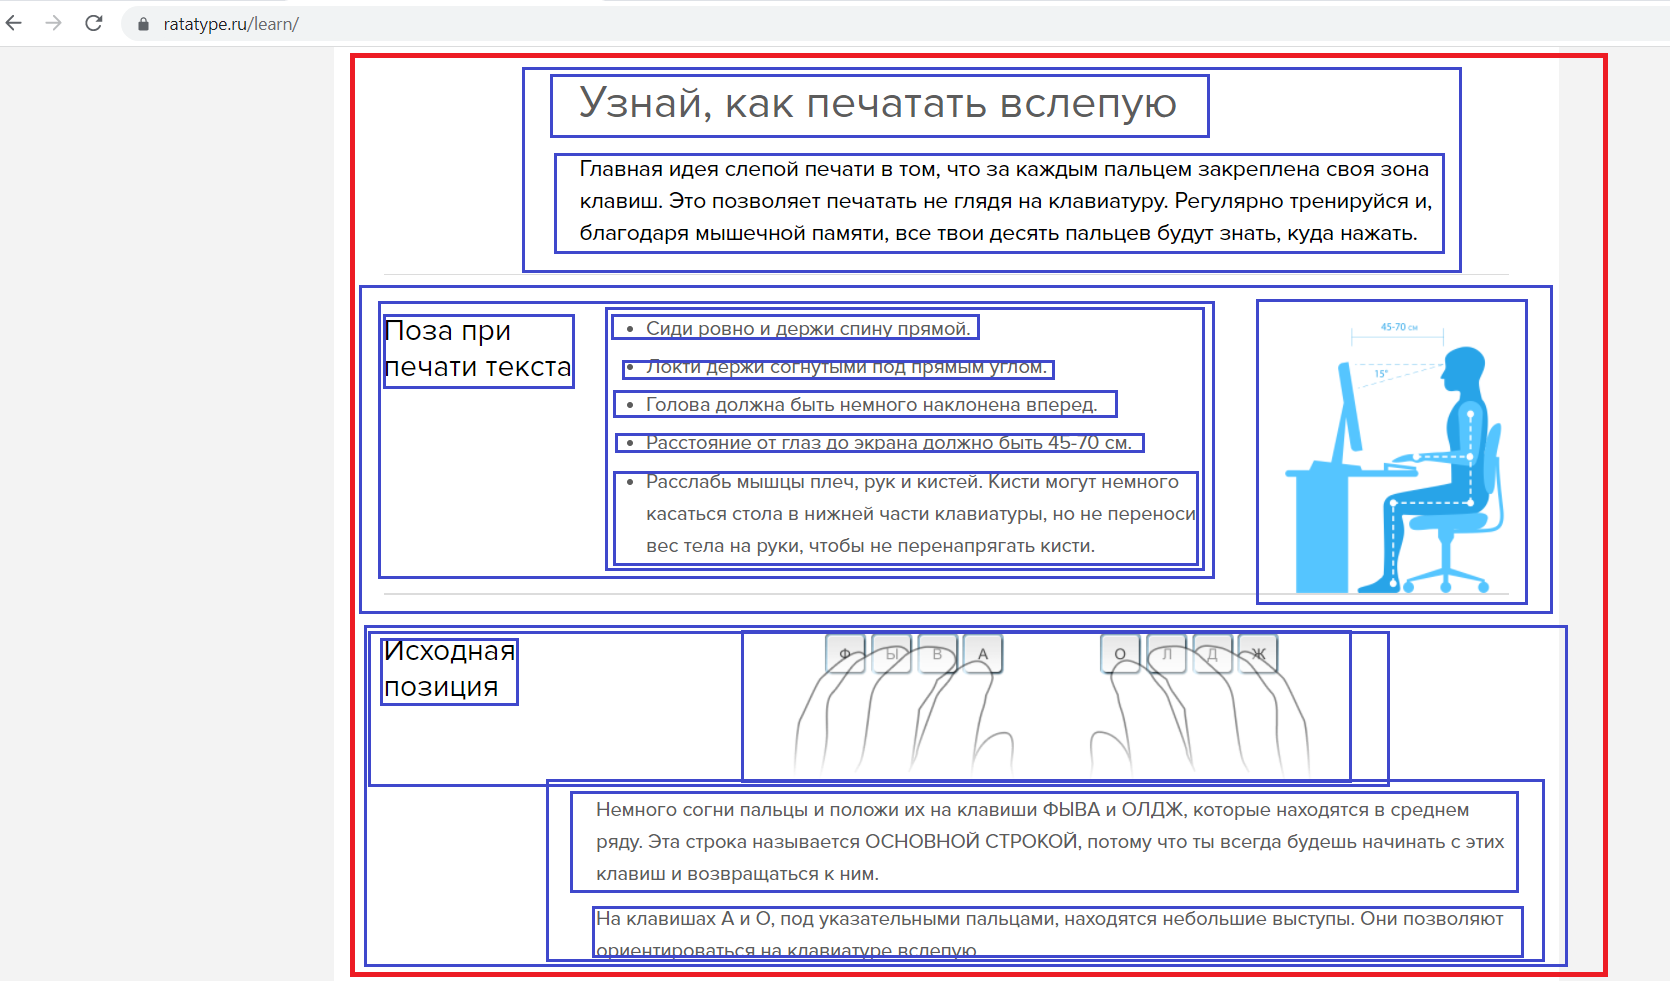 ratatype.ru/learn/
Узнай, как печатать вслепую
Главная идея слепой печати в том, что за каждым пальцем закреплена своя зона
клавиш. Это позволяет печатать не глядя на клавиатуру. Регулярно тренируйся и,
благодаря мышечной памяти, все твои десять пальцев будут знать, куда нажать.
Поза при
печати текста
• Сиди ровно и держи спину прямой.
• Локти держи согнутыми под прямым углом.
• Голова должна быть немного наклонена вперед.
• Расстояние от глаз до экрана должно быть 45-70 см.
• Расслабь мышцы плеч, рук и кистей. Кисти могут немного
касаться стола в нижней части клавиатуры, но не переноси
вес тела на руки, чтобы не перенапрягать кисти.
45-70 см
15°
Исходная
позиция
Ф Ы В А О Л Д Ж
Немного согни пальцы и положи их на клавиши ФЫВА и ОЛДЖ, которые находятся в среднем
ряду. Эта строка называется ОСНОВНОЙ СТРОКОЙ, потому что ты всегда будешь начинать с этих
клавиш и возвращаться к ним.
На клавишах А и О, под указательными пальцами, находятся небольшие выступы. Они позволяют
ориентироваться на клавиатуре вслепую.